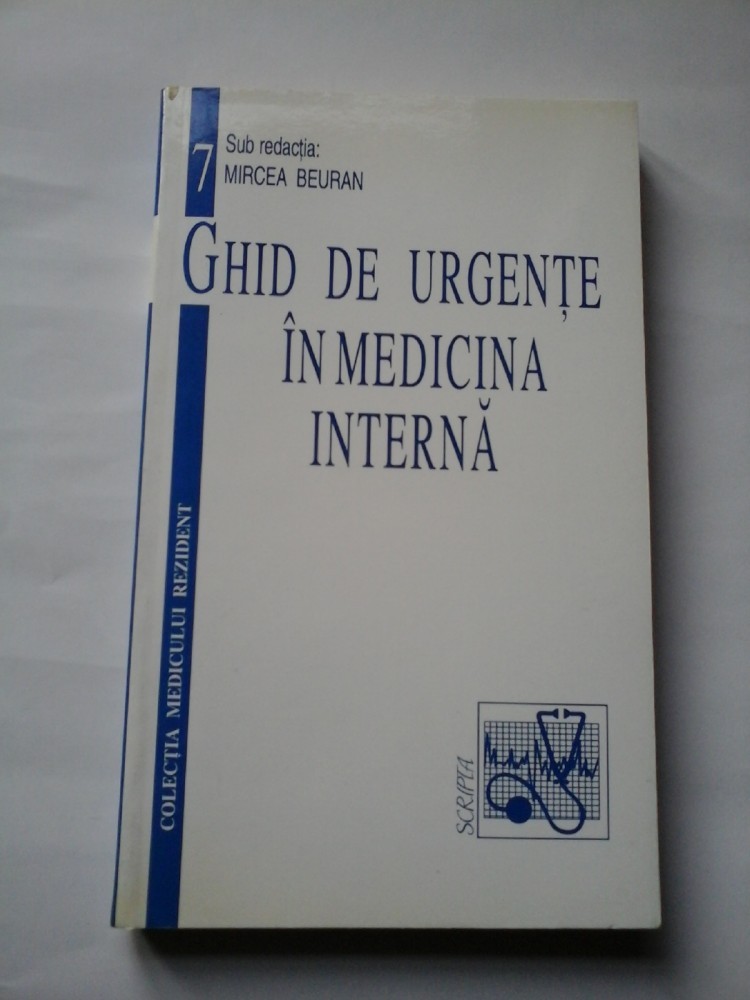 7
Sub redacția:
MIRCEA BEURAN
GHID DE URGENȚE
ÎN MEDICINA
INTERNĂ
COLECȚIA MEDICULUI REZIDENT
SCRIPTA